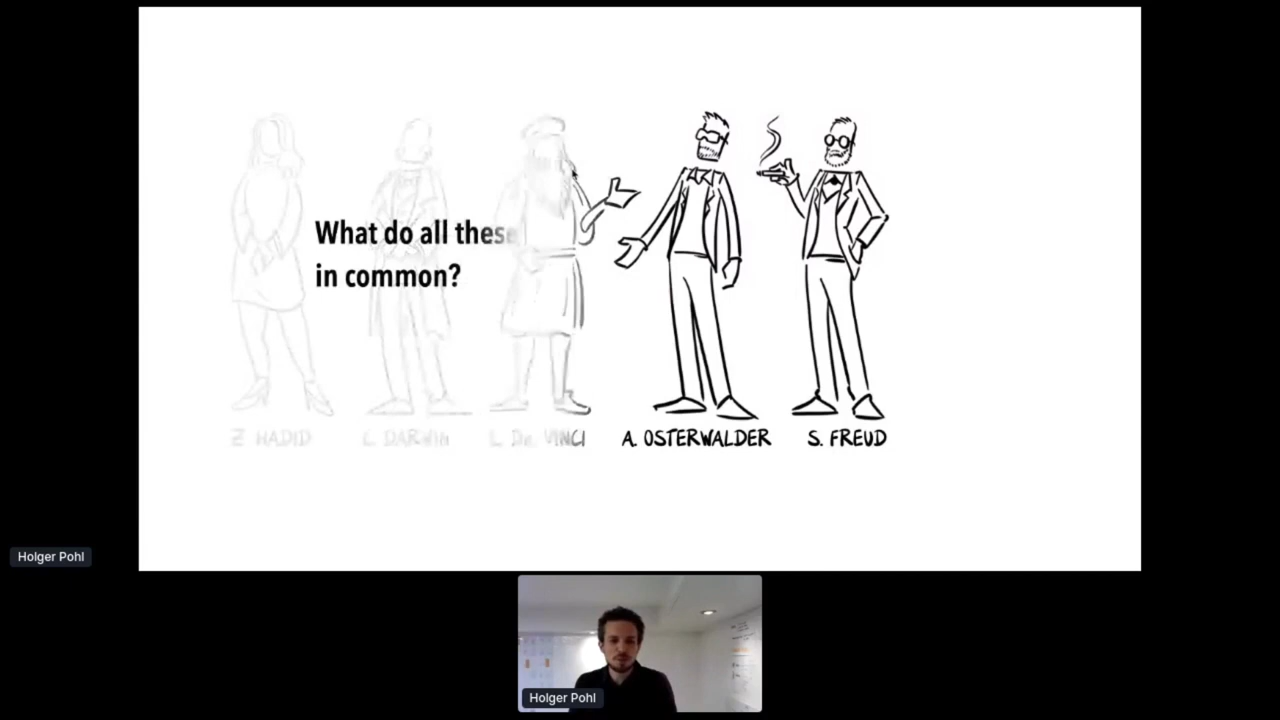 What do all these
in common?
Z. HADID
C. DARWIN
L. Da. VINCI
A. OSTERWALDER
S. FREUD
Holger Pohl
Holger Pohl